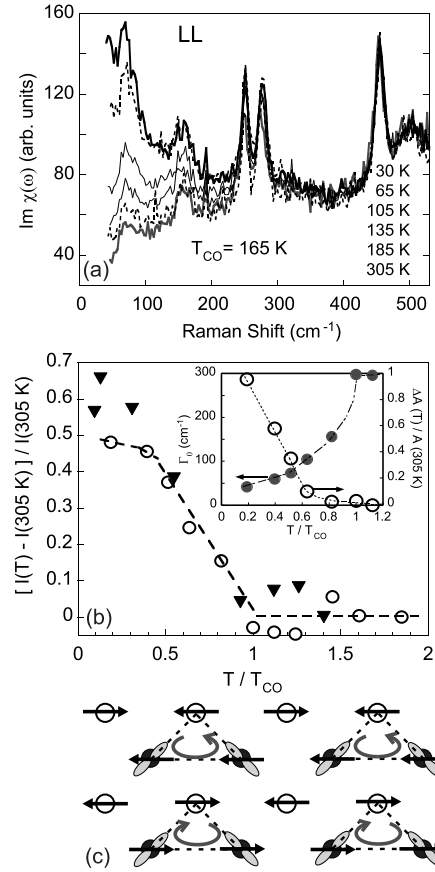 160
LL
120
80
40
Im χ(ω) (arb. units)
30 K
65 K
105 K
135 K
185 K
305 K
T_CO = 165 K
(a)
0 100 200 300 400 500
Raman Shift (cm⁻¹)
0.7
0.6
0.5
0.4
0.3
0.2
0.1
0
[ I(T) - I(305 K) ] / I(305 K)
300
200
100
0
Γ₀ (cm⁻¹)
1
0.8
0.6
0.4
0.2
0
ΔA (T) / A (305 K)
0 0.2 0.4 0.6 0.8 1 1.2
T / T_CO
(b)
0 0.5 1 1.5 2
T / T_CO
(c)